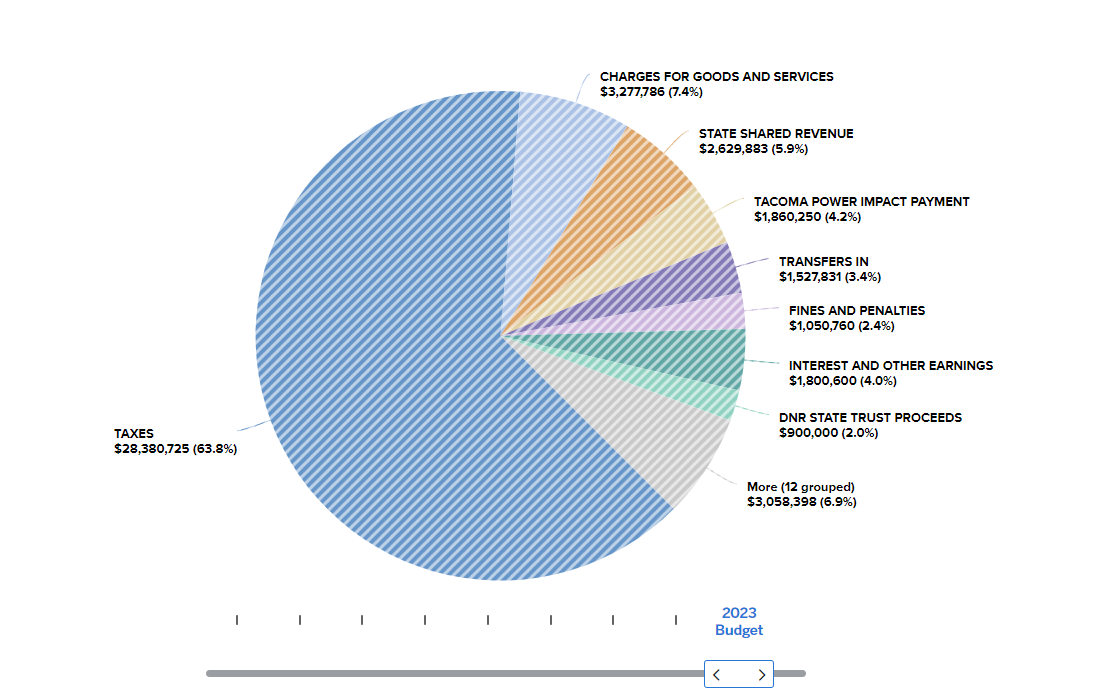 CHARGES FOR GOODS AND SERVICES
$3,277,786 (7.4%)
STATE SHARED REVENUE
$2,629,883 (5.9%)
TACOMA POWER IMPACT PAYMENT
$1,860,250 (4.2%)
TRANSFERS IN
$1,527,831 (3.4%)
FINES AND PENALTIES
$1,050,760 (2.4%)
INTEREST AND OTHER EARNINGS
$1,800,600 (4.0%)
DNR STATE TRUST PROCEEDS
$900,000 (2.0%)
TAXES
$28,380,725 (63.8%)
More (12 grouped)
$3,058,398 (6.9%)
2023
Budget